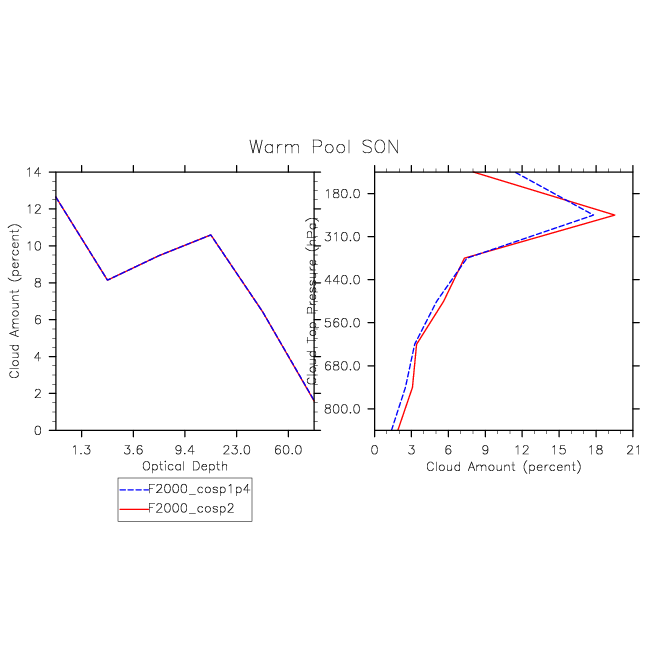 Warm Pool SON
Cloud Amount (percent)
14
12
10
8
6
4
2
0
1.3 3.6 9.4 23.0 60.0
Optical Depth
Cloud Top Pressure (hPa)
180.0
310.0
440.0
560.0
680.0
800.0
0 3 6 9 12 15 18 21
Cloud Amount (percent)
F2000_cosp1p4
F2000_cosp2